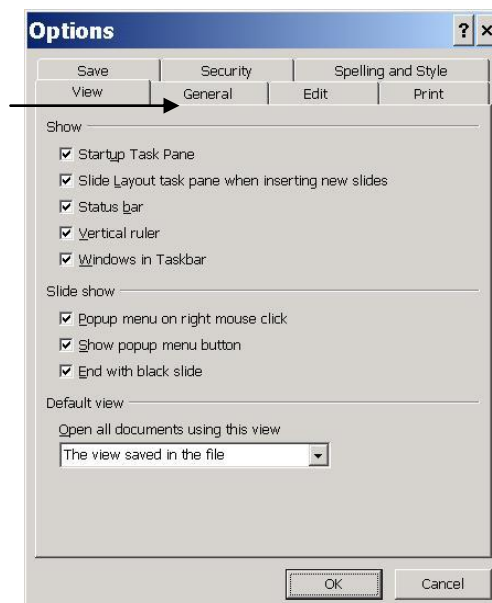 Options ? ×
Save Security Spelling and Style
View General Edit Print
Show
Startup Task Pane
Slide Layout task pane when inserting new slides
Status bar
Vertical ruler
Windows in Taskbar
Slide show
Popup menu on right mouse click
Show popup menu button
End with black slide
Default view
Open all documents using this view
The view saved in the file
OK Cancel